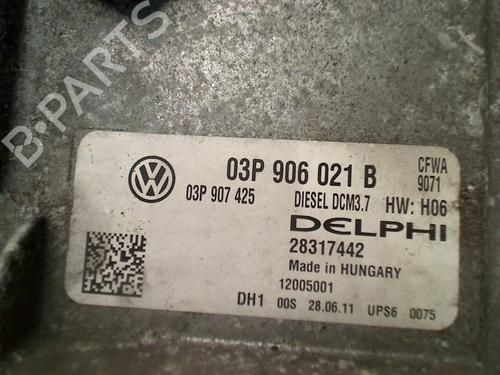 B-PARTS
03P 906 021 B
CFWA
9071
03P 907 425
DIESEL DCM3.7
HW: H06
DELPHI
28317442
Made in HUNGARY
12005001
DH1 00S 28.06.11 UPS6 0075